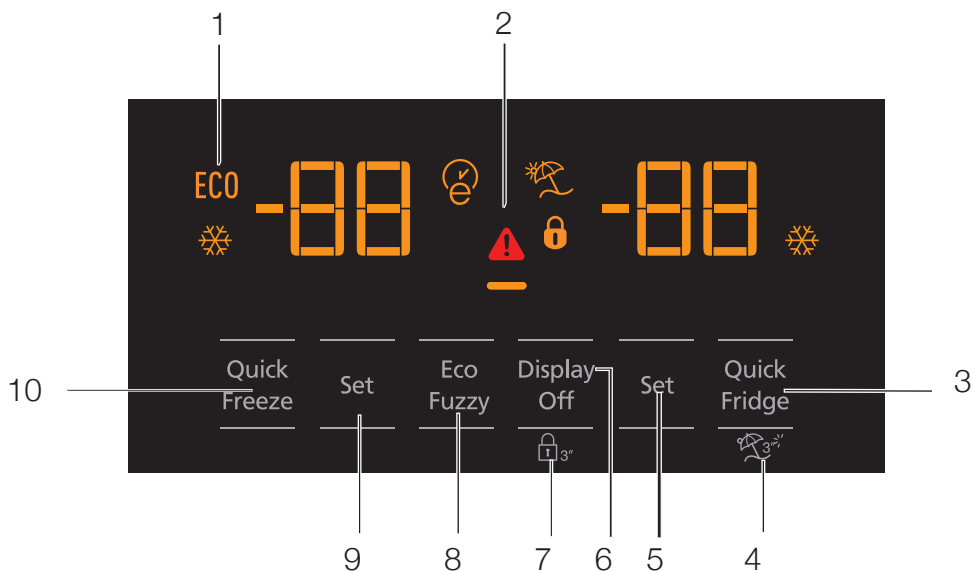 1
2
ECO
-88
e
-88
Quick
Freeze
Set
Eco
Fuzzy
Display
Off
Set
Quick
Fridge
10
3
3"
3"
9
8
7
6
5
4